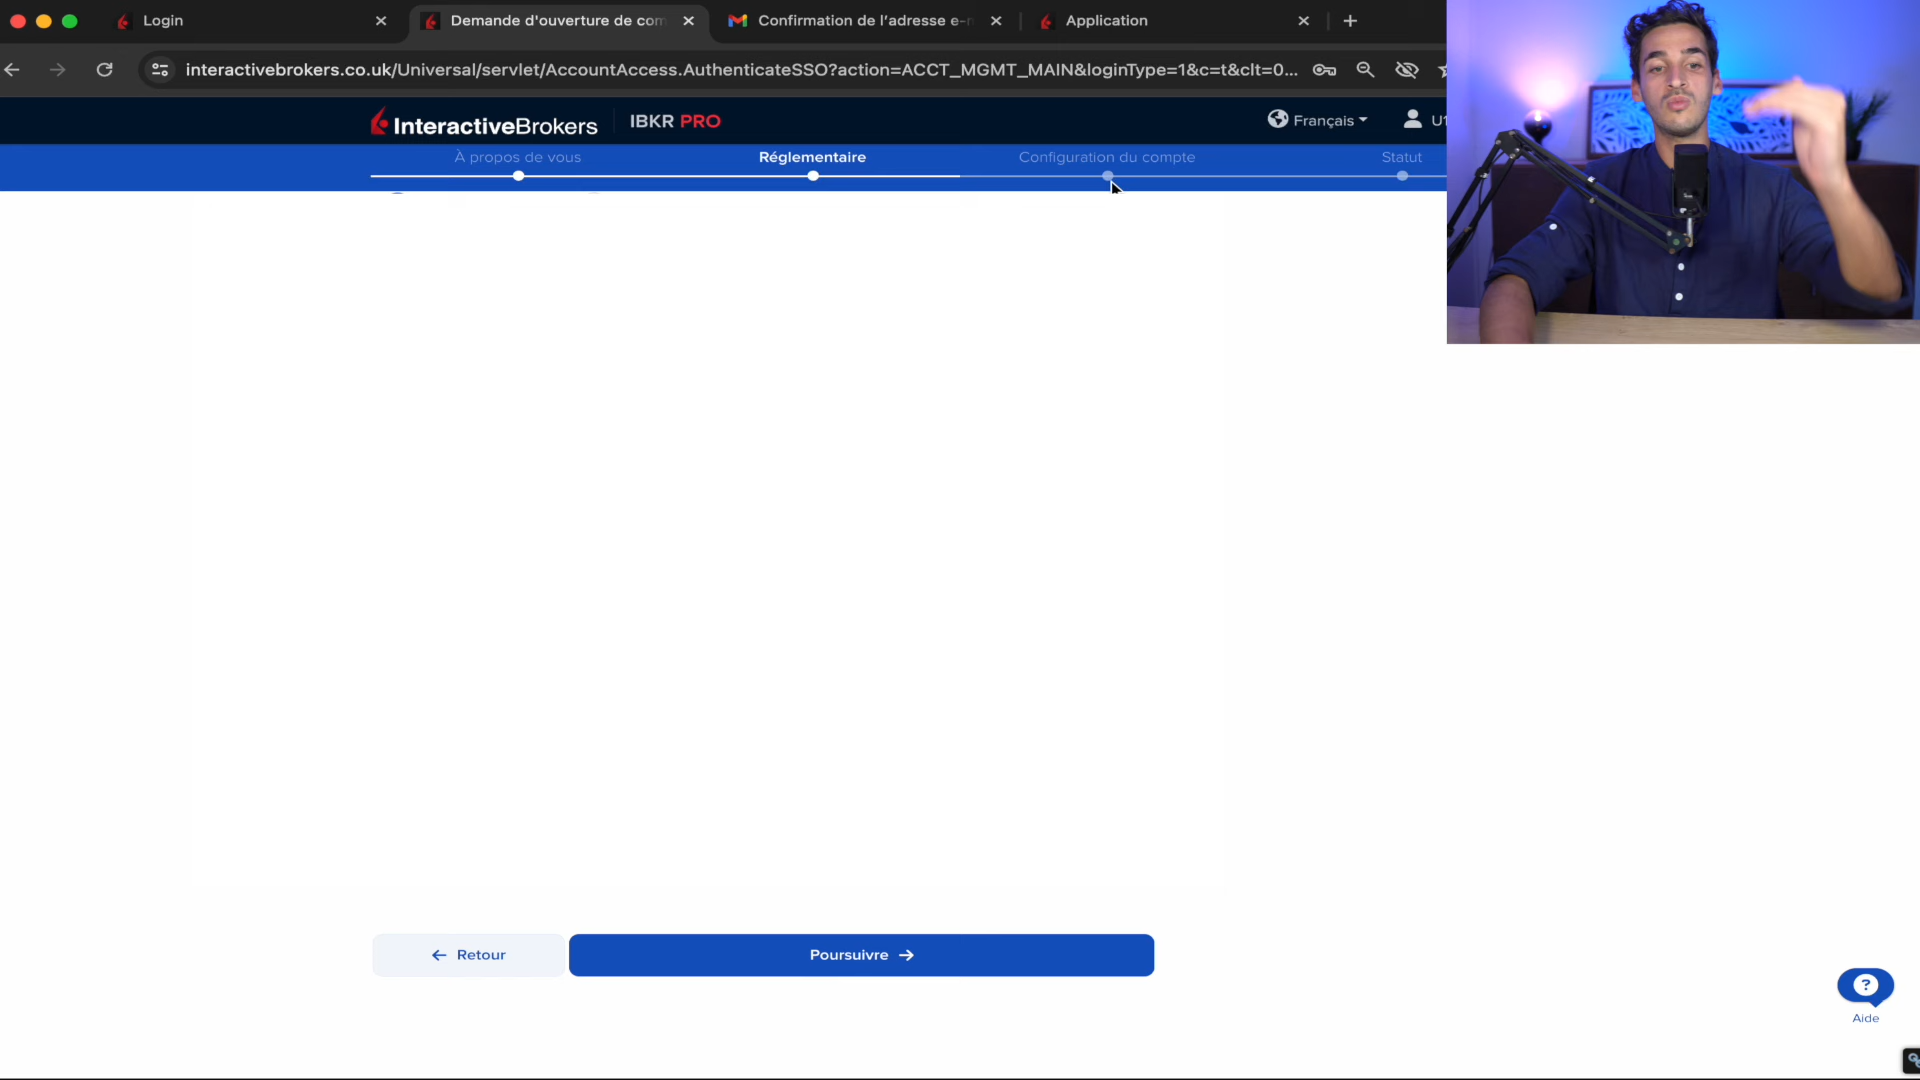 Login
Demande d'ouverture de com
Confirmation de l'adresse e-
Application
interactivebrokers.co.uk/Universal/servlet/AccountAccess.AuthenticateSSO?action=ACCT_MGMT_MAIN&loginType=1&c=t&clt=0...
InteractiveBrokers
IBKR PRO
Français
U1
À propos de vous
Réglementaire
Configuration du compte
Statut
← Retour
Poursuivre →
?
Aide